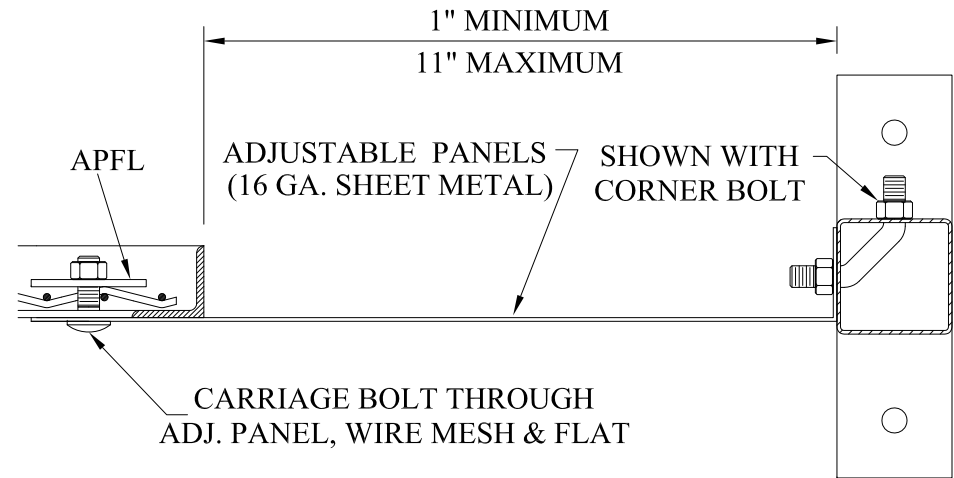 1" MINIMUM
11" MAXIMUM
APFL
ADJUSTABLE PANELS
(16 GA. SHEET METAL)
SHOWN WITH
CORNER BOLT
CARRIAGE BOLT THROUGH
ADJ. PANEL, WIRE MESH & FLAT